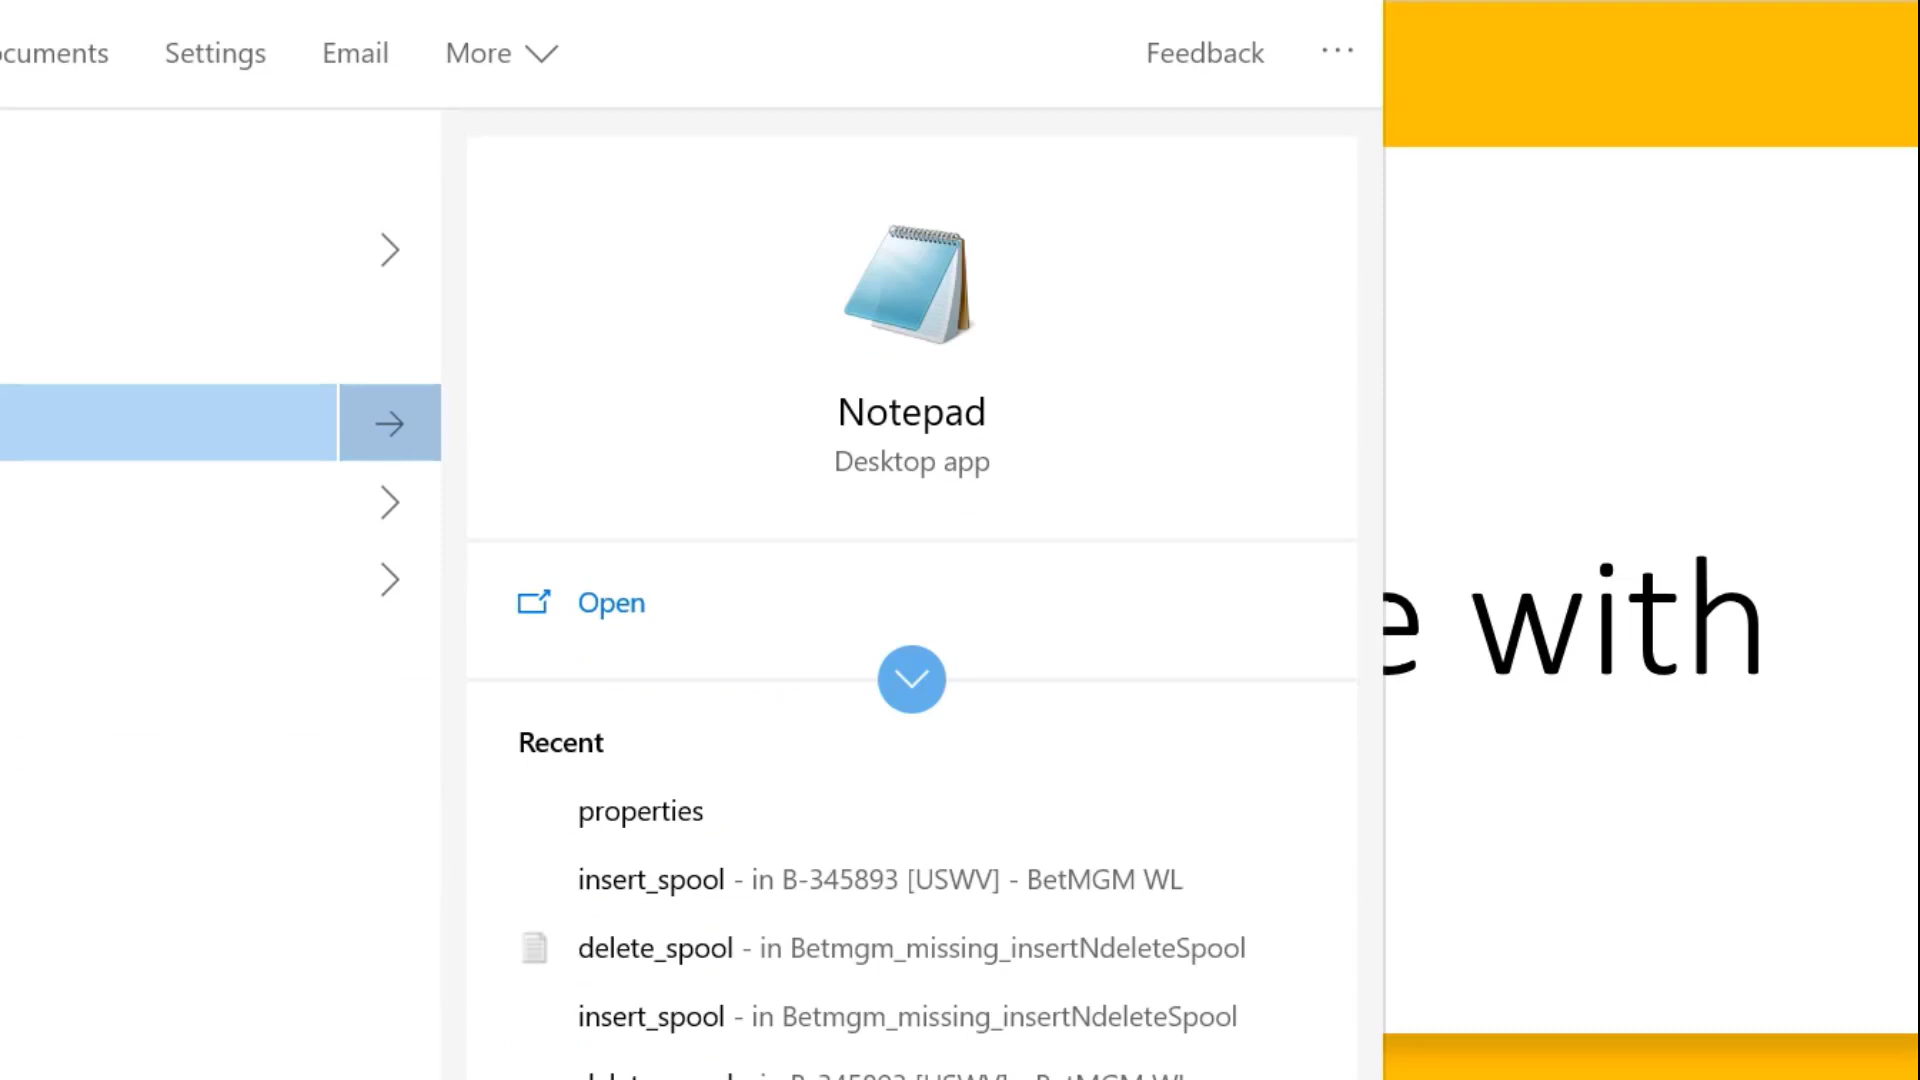 ocuments Settings Email More Feedback ...
Notepad
Desktop app
Open
e with
Recent
properties
insert_spool - in B-345893 [USWV] - BetMGM WL
delete_spool - in Betmgm_missing_insertNdeleteSpool
insert_spool - in Betmgm_missing_insertNdeleteSpool